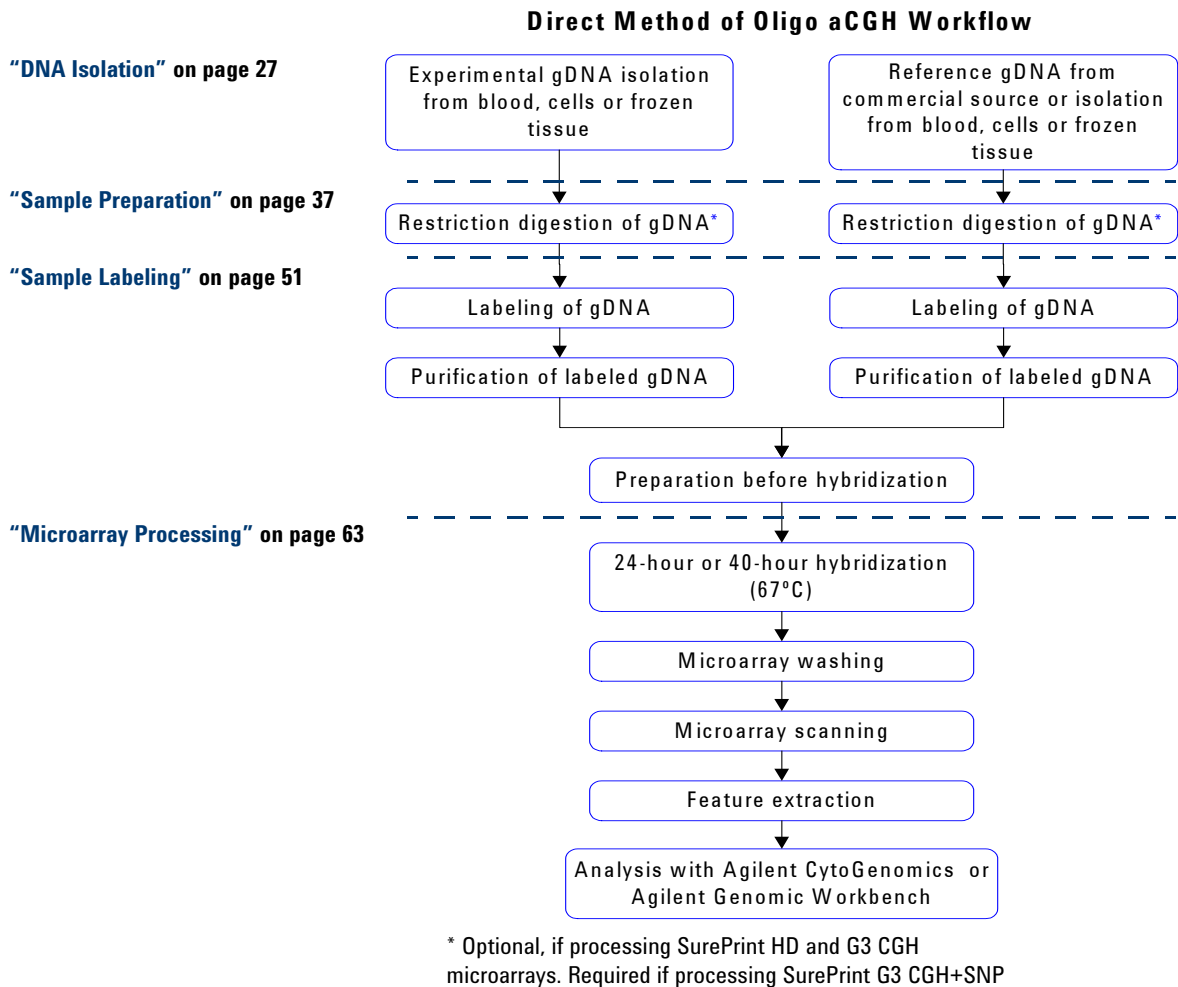 Direct Method of Oligo aCGH Workflow
“DNA Isolation” on page 27
Experimental gDNA isolation
from blood, cells or frozen
tissue
Reference gDNA from
commercial source or isolation
from blood, cells or frozen
tissue
“Sample Preparation” on page 37
Restriction digestion of gDNA*
Restriction digestion of gDNA*
“Sample Labeling” on page 51
Labeling of gDNA
Labeling of gDNA
Purification of labeled gDNA
Purification of labeled gDNA
Preparation before hybridization
“Microarray Processing” on page 63
24-hour or 40-hour hybridization
(67ºC)
Microarray washing
Microarray scanning
Feature extraction
Analysis with Agilent CytoGenomics or
Agilent Genomic Workbench
* Optional, if processing SurePrint HD and G3 CGH
microarrays. Required if processing SurePrint G3 CGH+SNP